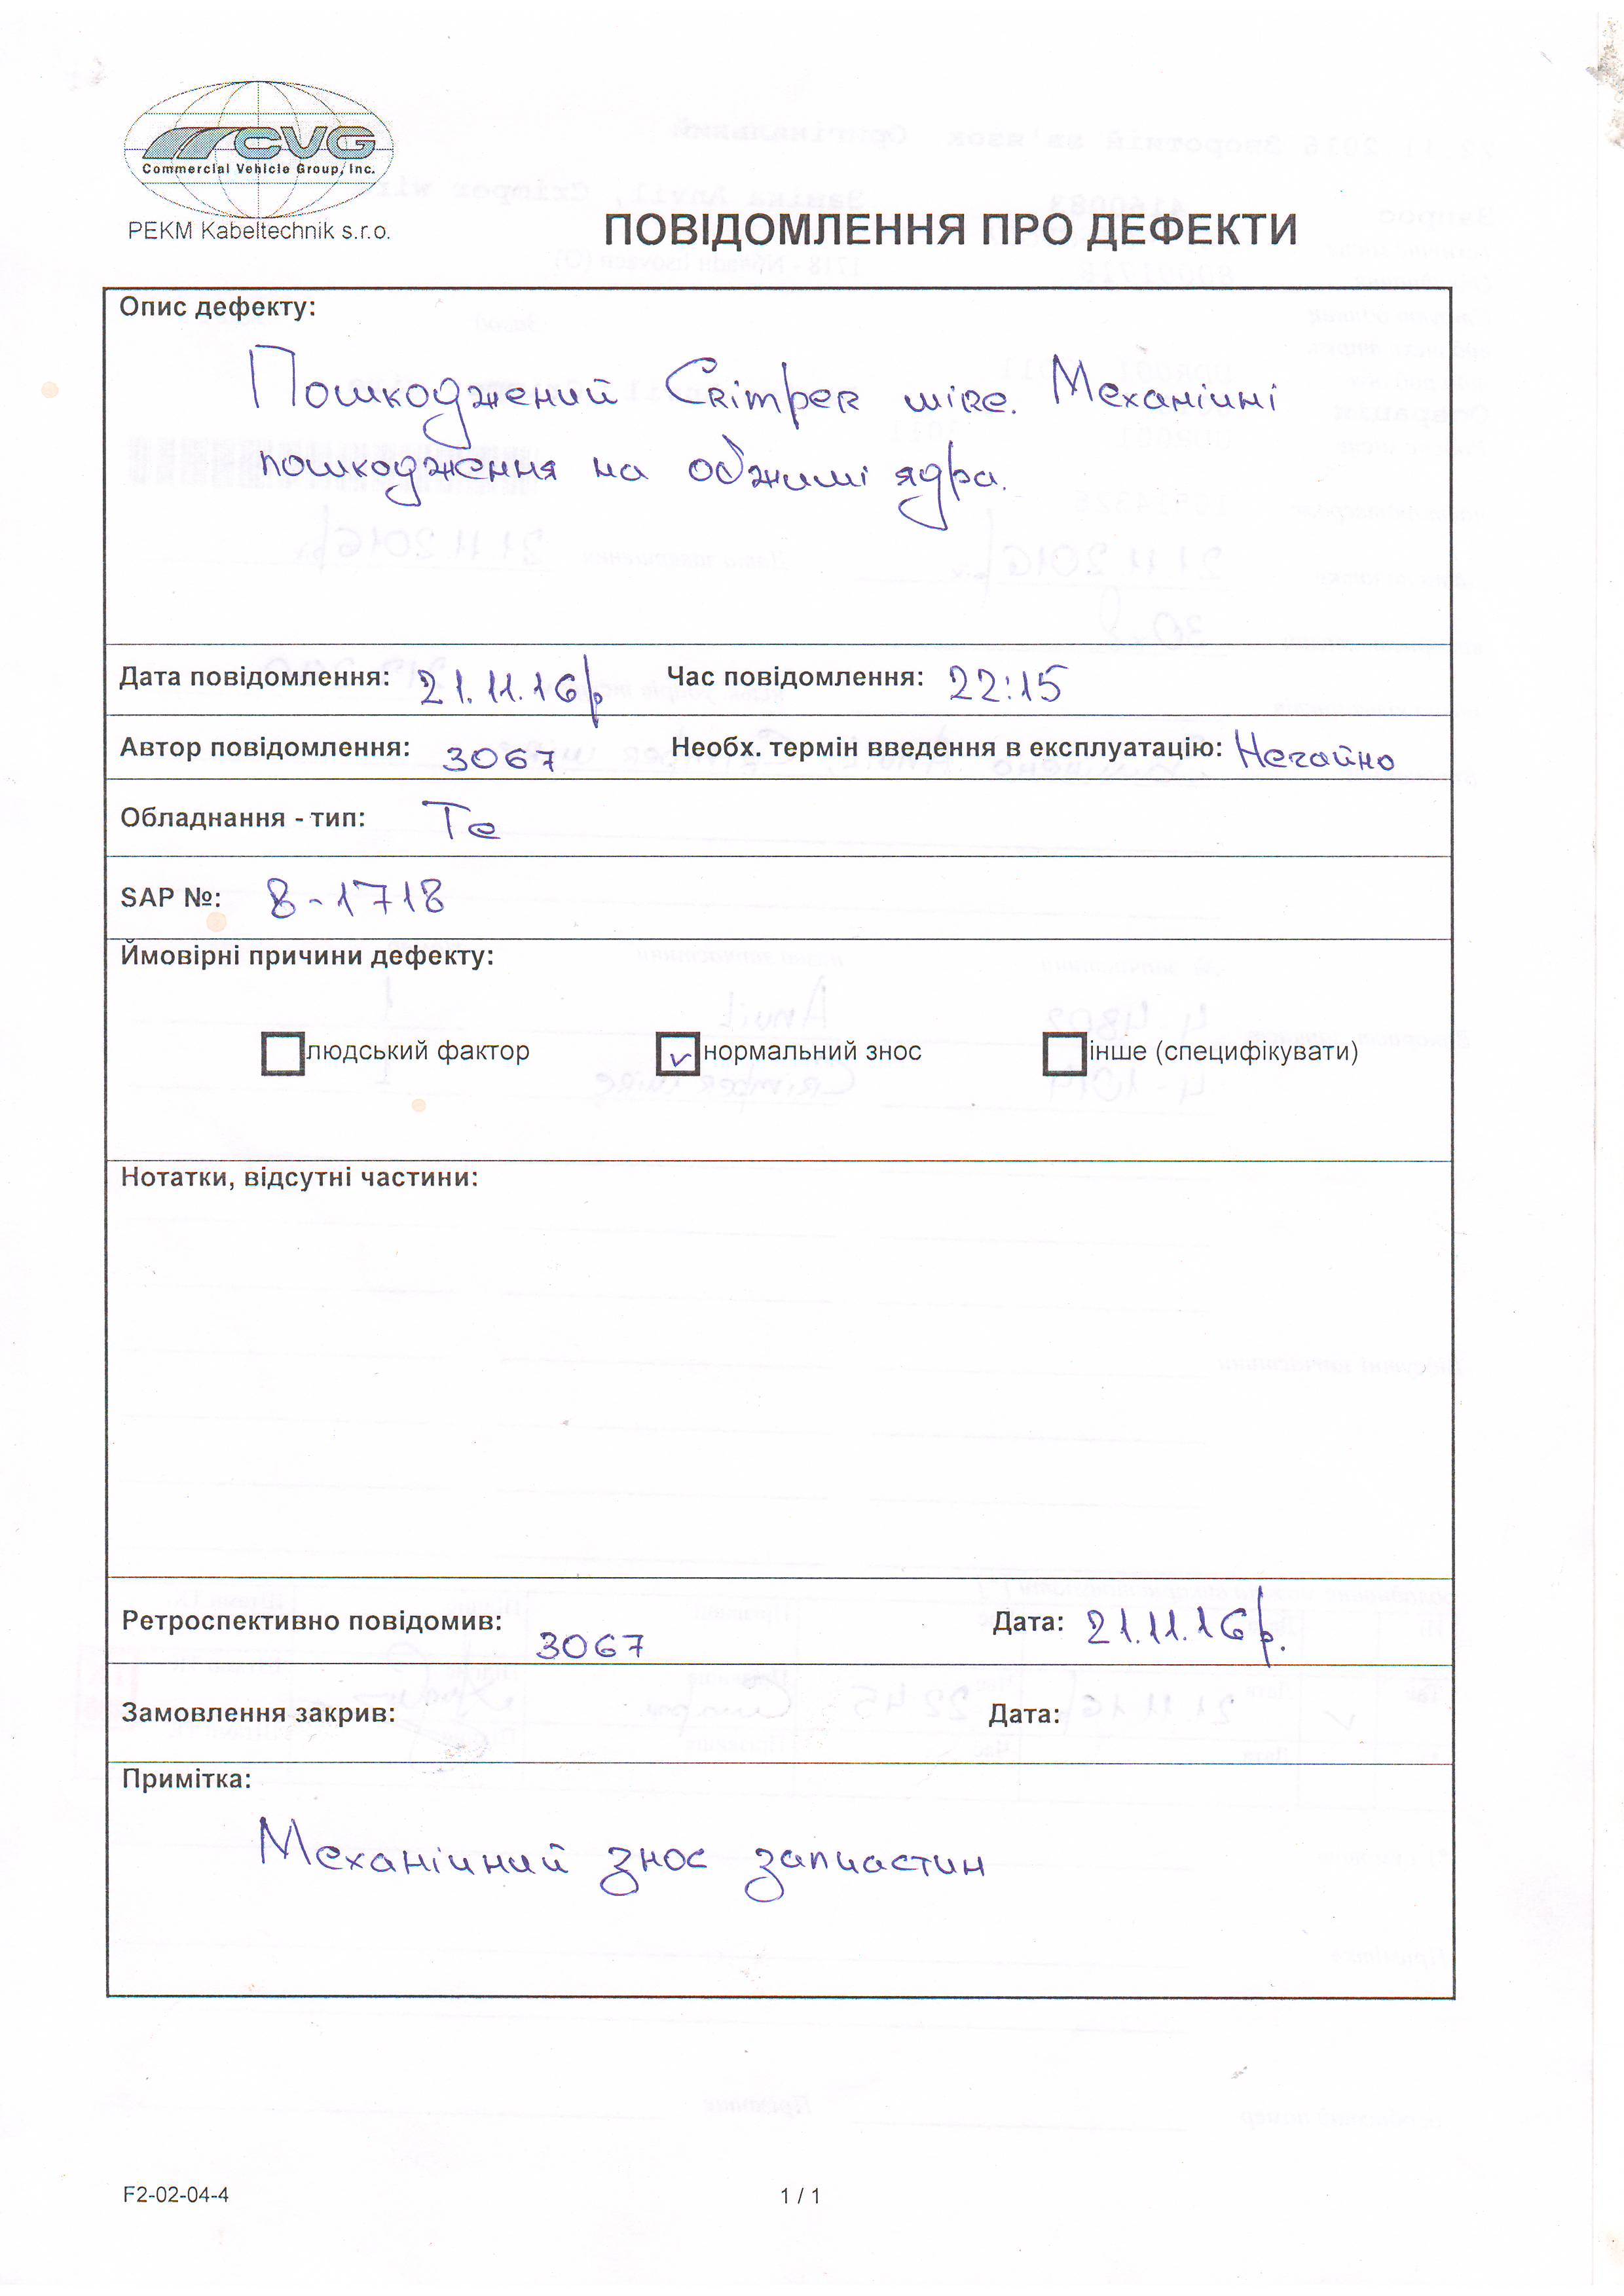 CVG
Commercial Vehicle Group, Inc.
PEKM Kabeltechnik s.r.o.
ПОВІДОМЛЕННЯ ПРО ДЕФЕКТИ
Опис дефекту:
Пошкоджений Crimper wire. Механічні
пошкодження на обжимі ядра.
Дата повідомлення: 21.11.16р Час повідомлення: 22:15
Автор повідомлення: 3067 Необх. термін введення в експлуатацію: Негайно
Обладнання - тип: Te
SAP №: 8-1718
Ймовірні причини дефекту:
людський фактор нормальний знос інше (специфікувати)
Нотатки, відсутні частини:
Ретроспективно повідомив: 3067 Дата: 21.11.16р.
Замовлення закрив: Дата:
Примітка:
Механічний знос запчастин
F2-02-04-4 1 / 1